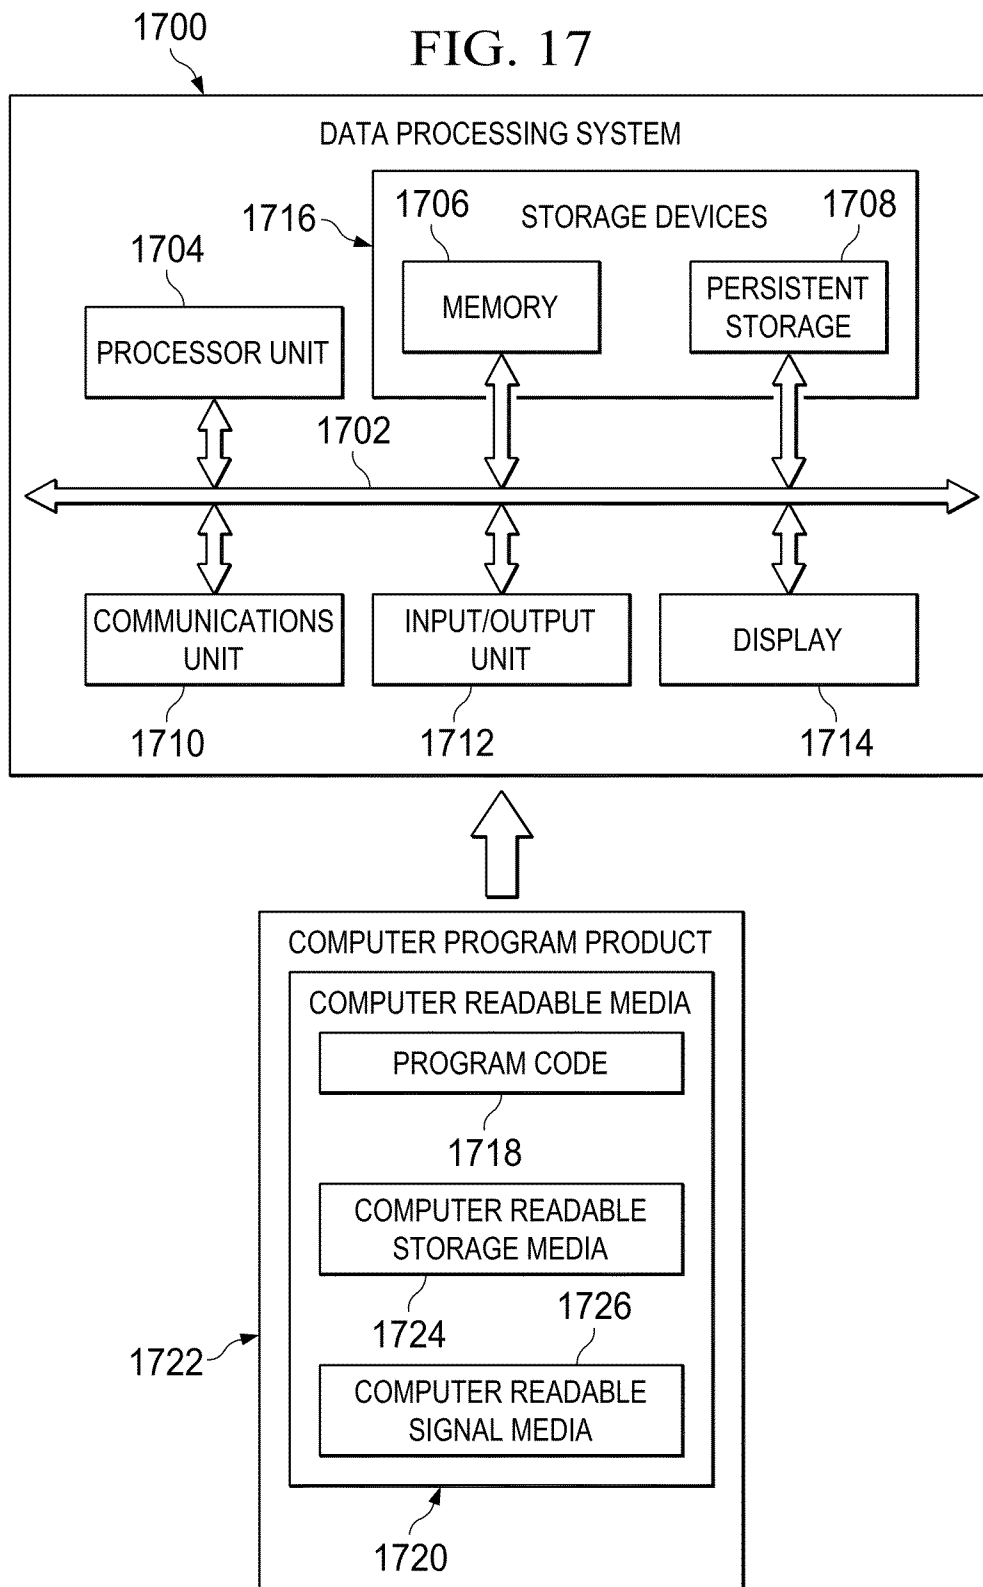 1700
FIG. 17
DATA PROCESSING SYSTEM
1716
1706
STORAGE DEVICES
1708
1704
MEMORY
PERSISTENT
STORAGE
PROCESSOR UNIT
1702
COMMUNICATIONS
UNIT
INPUT/OUTPUT
UNIT
DISPLAY
1710
1712
1714
COMPUTER PROGRAM PRODUCT
COMPUTER READABLE MEDIA
PROGRAM CODE
1718
COMPUTER READABLE
STORAGE MEDIA
1724
1726
1722
COMPUTER READABLE
SIGNAL MEDIA
1720